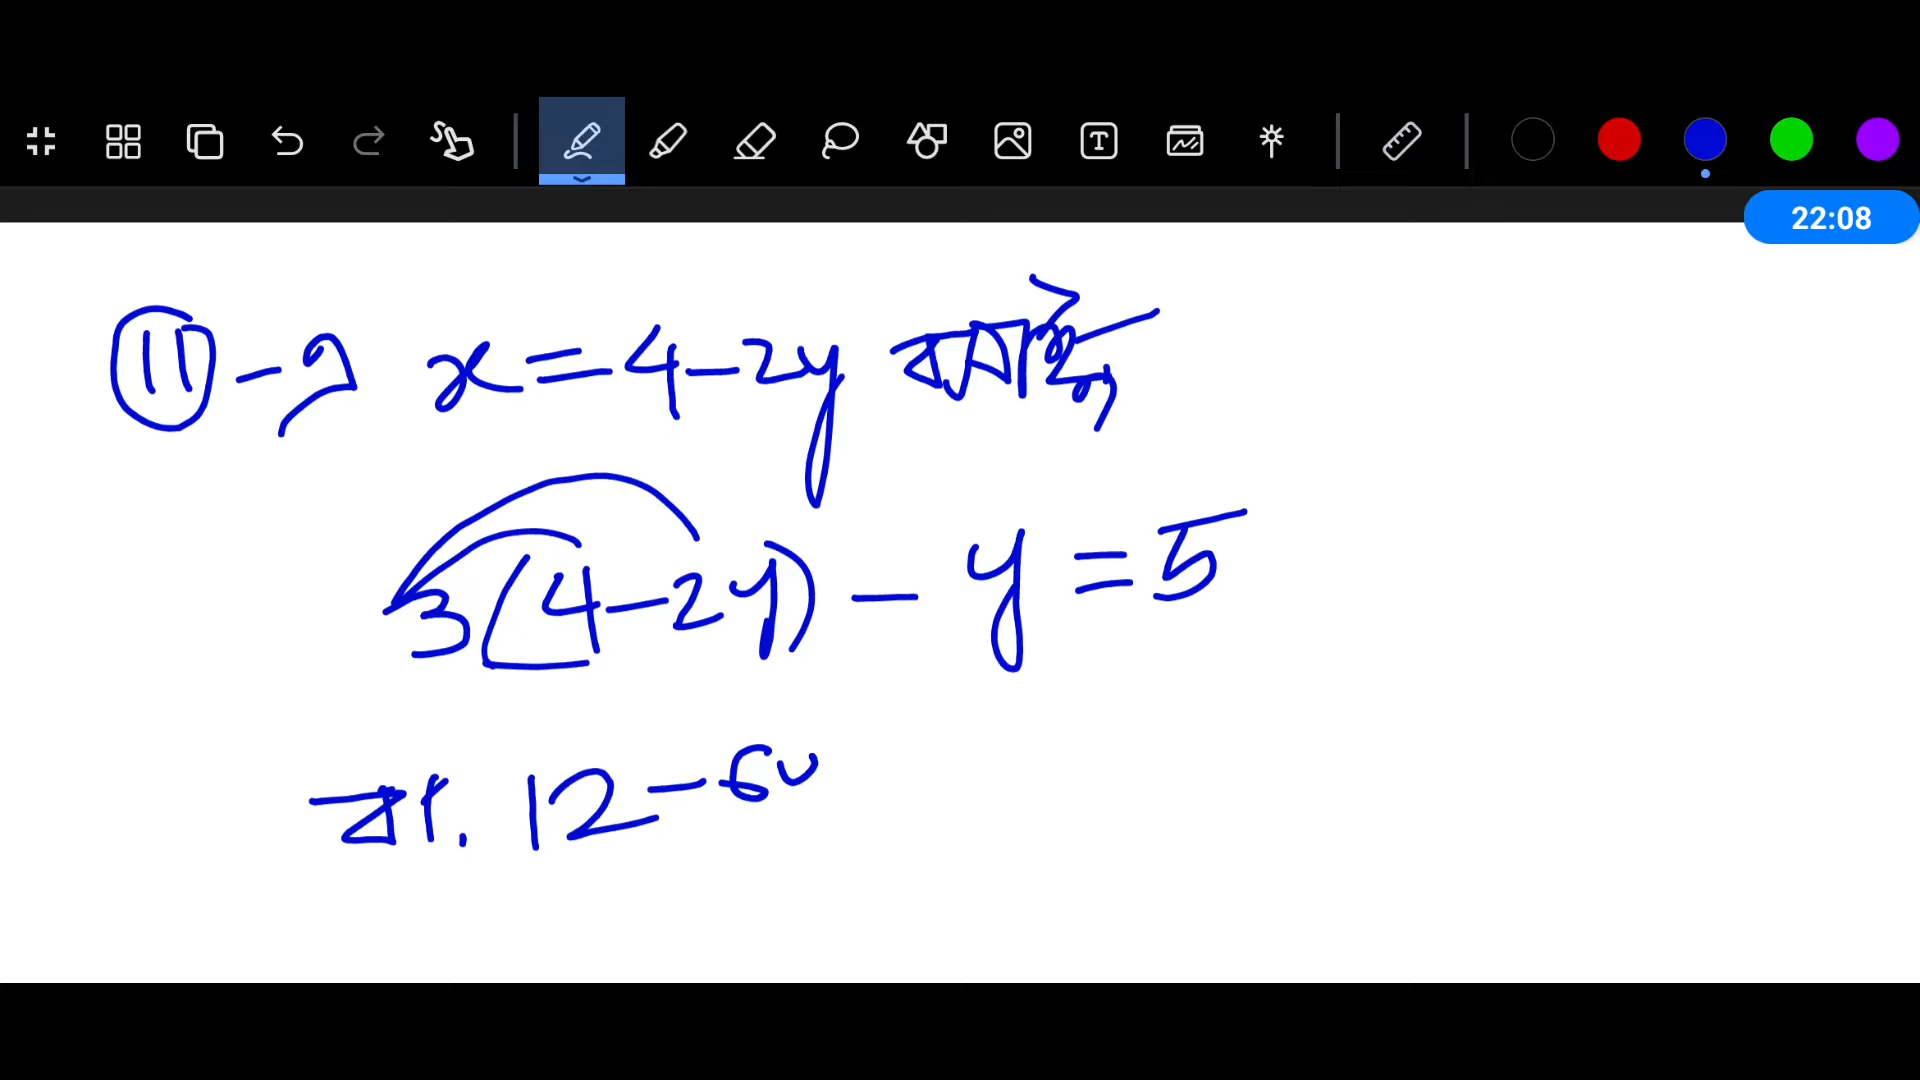 22:08
(11) - এ x = 4 - 2y বসাই
3(4 - 2y) - y = 5
বা. 12 - 6